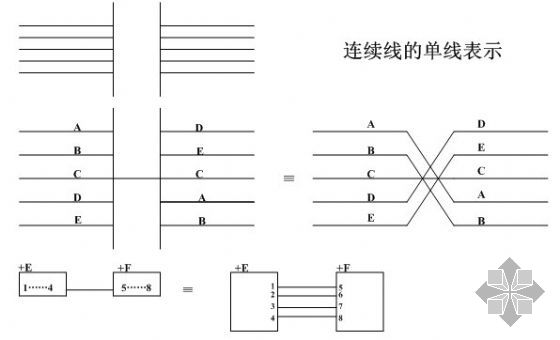 连续线的单线表示
A D A D
B E B E
C C ≡ C C
D A D A
E B E B
+E +F +E +F
1……4 5……8 = 1 5
2 6
3 7
4 8